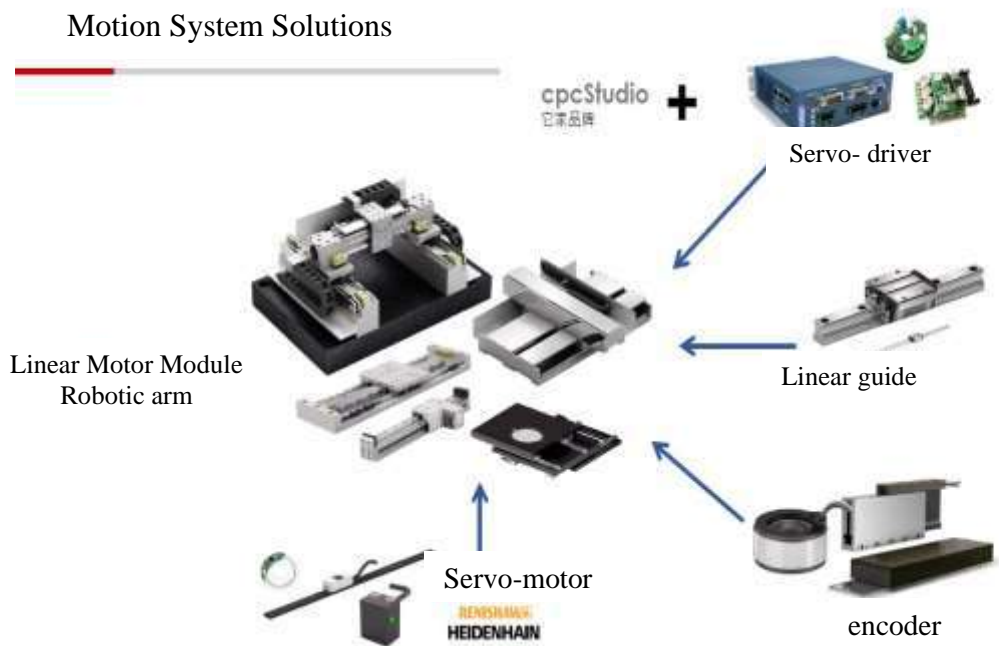 Motion System Solutions
cpcStudio
它牌品牌
Servo- driver
Linear guide
Linear Motor Module
Robotic arm
Servo-motor
RENISHAW
HEIDENHAIN
encoder